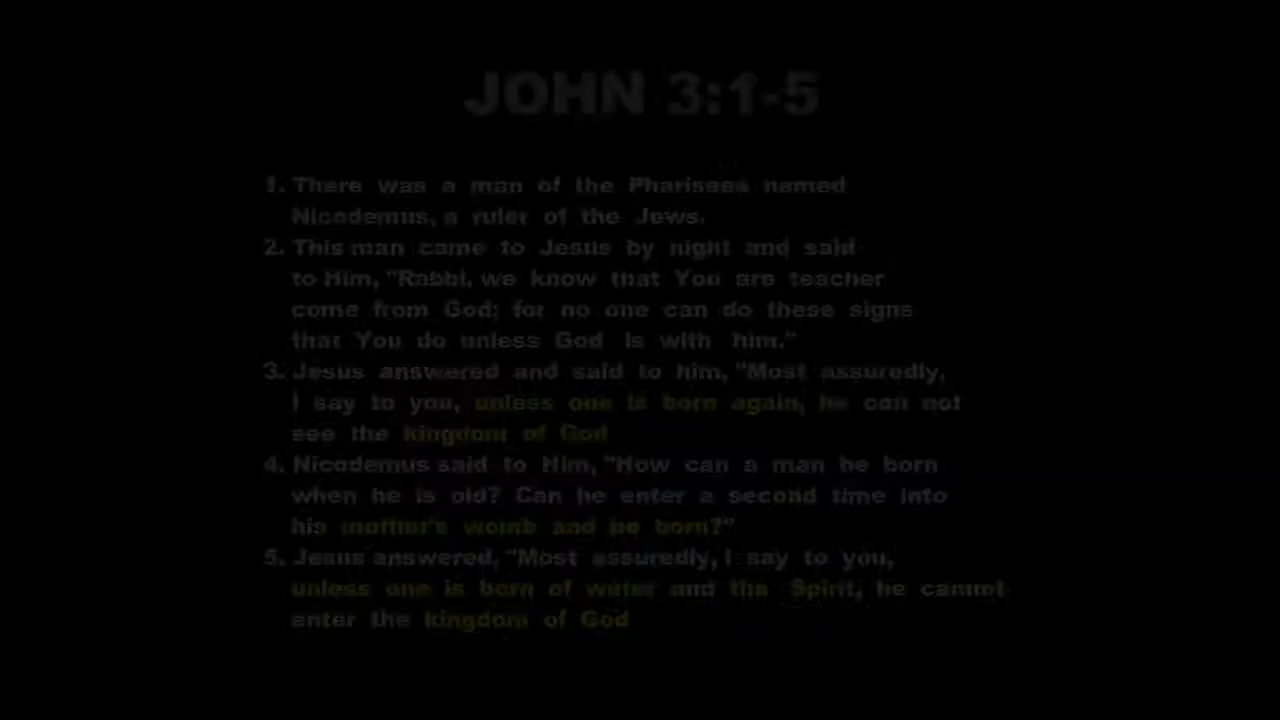 JOHN 3:1-5
1. There was a man of the Pharisees named
Nicodemus, a ruler of the Jews.
2. This man came to Jesus by night and said
to Him, "Rabbi, we know that You are teacher
come from God; for no one can do these signs
that You do unless God is with him."
3. Jesus answered and said to him, "Most assuredly,
I say to you, unless one is born again, he can not
see the kingdom of God
4. Nicodemus said to Him, "How can a man be born
when he is old? Can he enter a second time into
his mother's womb and be born?"
5. Jesus answered, "Most assuredly, I say to you,
unless one is born of water and the Spirit, he cannot
enter the kingdom of God